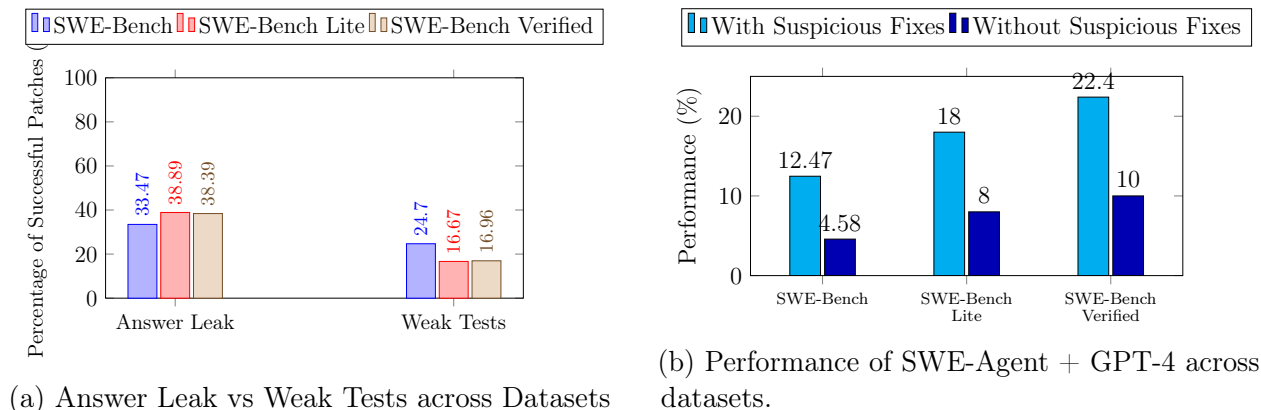 SWE-Bench SWE-Bench Lite SWE-Bench Verified
Percentage of Successful Patches (
100
80
60
40
20
0
33.47
38.89
38.39
24.7
16.67
16.96
Answer Leak
Weak Tests
(a) Answer Leak vs Weak Tests across Datasets
With Suspicious Fixes Without Suspicious Fixes
Performance (%)
20
10
0
12.47
4.58
18
8
22.4
10
SWE-Bench
SWE-Bench
Lite
SWE-Bench
Verified
(b) Performance of SWE-Agent + GPT-4 across
datasets.